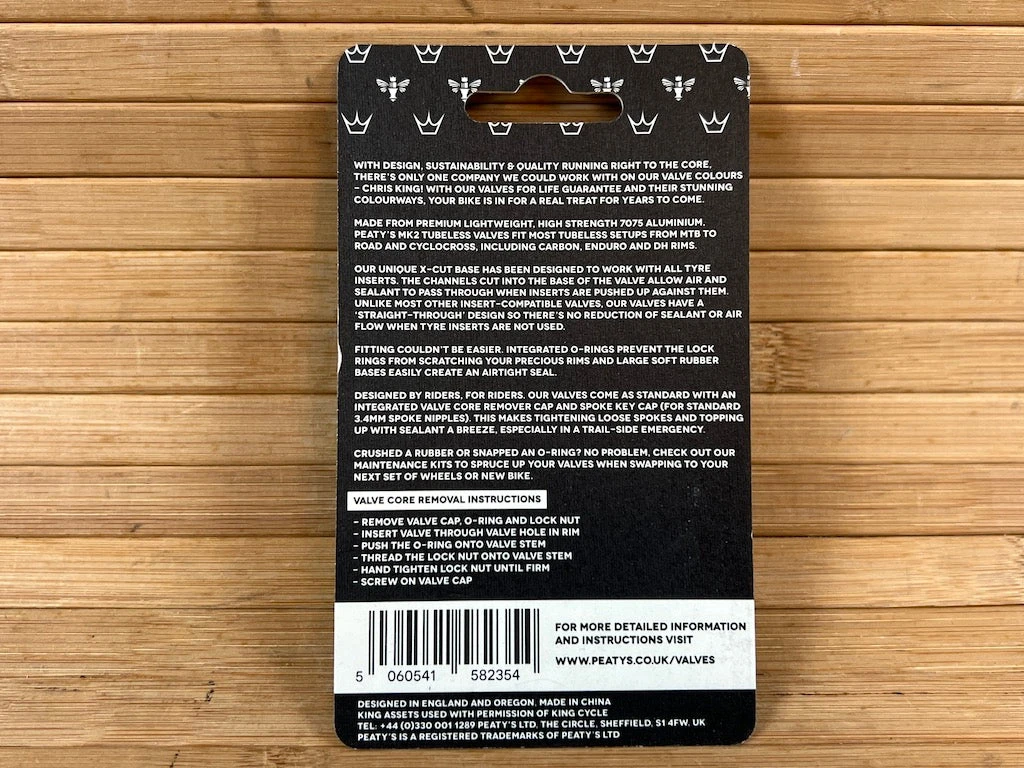 WITH DESIGN, SUSTAINABILITY & QUALITY RUNNING RIGHT TO THE CORE,
THERE'S ONLY ONE COMPANY WE COULD WORK WITH ON OUR VALVE COLOURS
– CHRIS KING! WITH OUR VALVES FOR LIFE GUARANTEE AND THEIR STUNNING
COLOURWAYS, YOUR BIKE IS IN FOR A REAL TREAT FOR YEARS TO COME.
MADE FROM PREMIUM LIGHTWEIGHT, HIGH STRENGTH 7075 ALUMINIUM.
PEATY'S MK2 TUBELESS VALVES FIT MOST TUBELESS SETUPS FROM MTB TO
ROAD AND CYCLOCROSS, INCLUDING CARBON, ENDURO AND DH RIMS.
OUR UNIQUE X-CUT BASE HAS BEEN DESIGNED TO WORK WITH ALL TYRE
INSERTS. THE CHANNELS CUT INTO THE BASE OF THE VALVE ALLOW AIR AND
SEALANT TO PASS THROUGH WHEN INSERTS ARE PUSHED UP AGAINST THEM.
UNLIKE MOST OTHER INSERT-COMPATIBLE VALVES, OUR VALVES HAVE A
'STRAIGHT-THROUGH' DESIGN SO THERE'S NO REDUCTION OF SEALANT OR AIR
FLOW WHEN TYRE INSERTS ARE NOT USED.
FITTING COULDN'T BE EASIER. INTEGRATED O-RINGS PREVENT THE LOCK
RINGS FROM SCRATCHING YOUR PRECIOUS RIMS AND LARGE SOFT RUBBER
BASES EASILY CREATE AN AIRTIGHT SEAL.
DESIGNED BY RIDERS, FOR RIDERS. OUR VALVES COME AS STANDARD WITH AN
INTEGRATED VALVE CORE REMOVER CAP AND SPOKE KEY CAP (FOR STANDARD
3.4MM SPOKE NIPPLES). THIS MAKES TIGHTENING LOOSE SPOKES AND TOPPING
UP WITH SEALANT A BREEZE, ESPECIALLY IN A TRAIL-SIDE EMERGENCY.
CRUSHED A RUBBER OR SNAPPED AN O-RING? NO PROBLEM, CHECK OUT OUR
MAINTENANCE KITS TO SPRUCE UP YOUR VALVES WHEN SWAPPING TO YOUR
NEXT SET OF WHEELS OR NEW BIKE.
VALVE CORE REMOVAL INSTRUCTIONS
– REMOVE VALVE CAP, O-RING AND LOCK NUT
– INSERT VALVE THROUGH VALVE HOLE IN RIM
– PUSH THE O-RING ONTO VALVE STEM
– THREAD THE LOCK NUT ONTO VALVE STEM
– HAND TIGHTEN LOCK NUT UNTIL FIRM
– SCREW ON VALVE CAP
FOR MORE DETAILED INFORMATION
AND INSTRUCTIONS VISIT
WWW.PEATYS.CO.UK/VALVES
5 060541 582354
DESIGNED IN ENGLAND AND OREGON. MADE IN CHINA
KING ASSETS USED WITH PERMISSION OF KING CYCLE
TEL: +44 (0)330 001 1289 PEATY'S LTD, THE CIRCLE, SHEFFIELD, S1 4FW, UK
PEATY'S IS A REGISTERED TRADEMARKS OF PEATY'S LTD